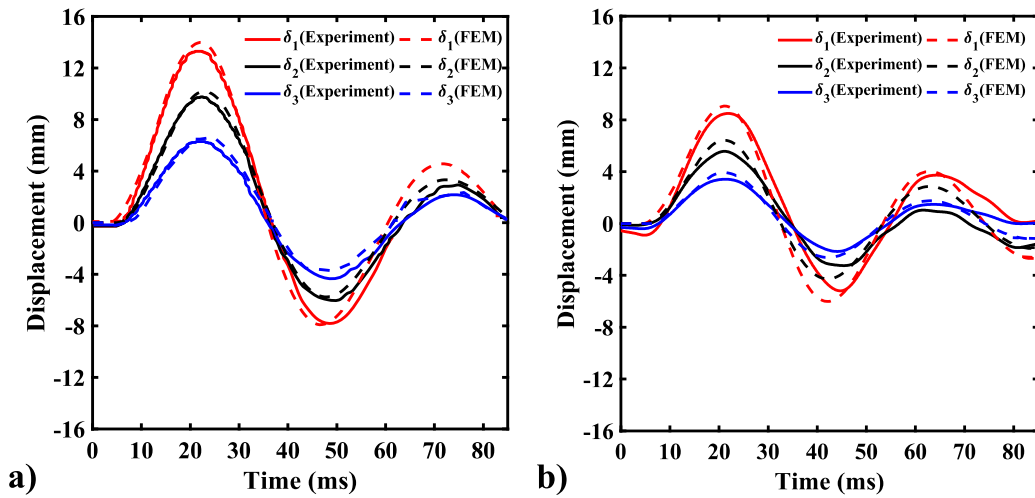 16
12
8
4
0
-4
-8
-12
-16
Displacement (mm)
0 10 20 30 40 50 60 70 80
Time (ms)
a)
δ1(Experiment) δ1(FEM)
δ2(Experiment) δ2(FEM)
δ3(Experiment) δ3(FEM)
16
12
8
4
0
-4
-8
-12
-16
Displacement (mm)
0 10 20 30 40 50 60 70 80
Time (ms)
b)
δ1(Experiment) δ1(FEM)
δ2(Experiment) δ2(FEM)
δ3(Experiment) δ3(FEM)